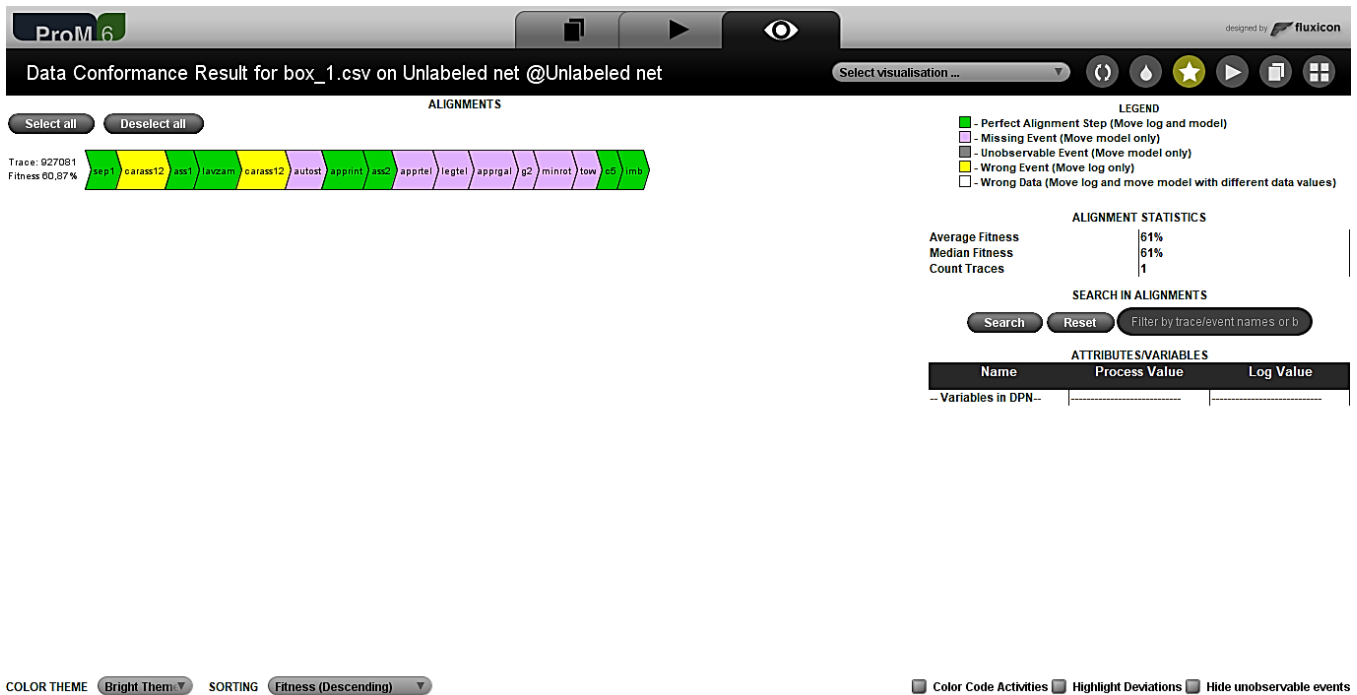 ProM 6
designed by fluxicon
Data Conformance Result for box_1.csv on Unlabeled net @Unlabeled net
Select visualisation ...
ALIGNMENTS
Select all
Deselect all
Trace: 927081
Fitness 60,87%
sep1 carass12 ass1 lavzam carass12 autost apprint ass2 apprtel legtel apprgal g2 minrot tow c5 imb
LEGEND
- Perfect Alignment Step (Move log and model)
- Missing Event (Move model only)
- Unobservable Event (Move model only)
- Wrong Event (Move log only)
- Wrong Data (Move log and move model with different data values)
ALIGNMENT STATISTICS
Average Fitness 61%
Median Fitness 61%
Count Traces 1
SEARCH IN ALIGNMENTS
Search Reset Filter by trace/event names or b
ATTRIBUTES/VARIABLES
Name Process Value Log Value
-- Variables in DPN-- --------------------------- ---------------------------
COLOR THEME Bright Theme SORTING Fitness (Descending)
Color Code Activities Highlight Deviations Hide unobservable events